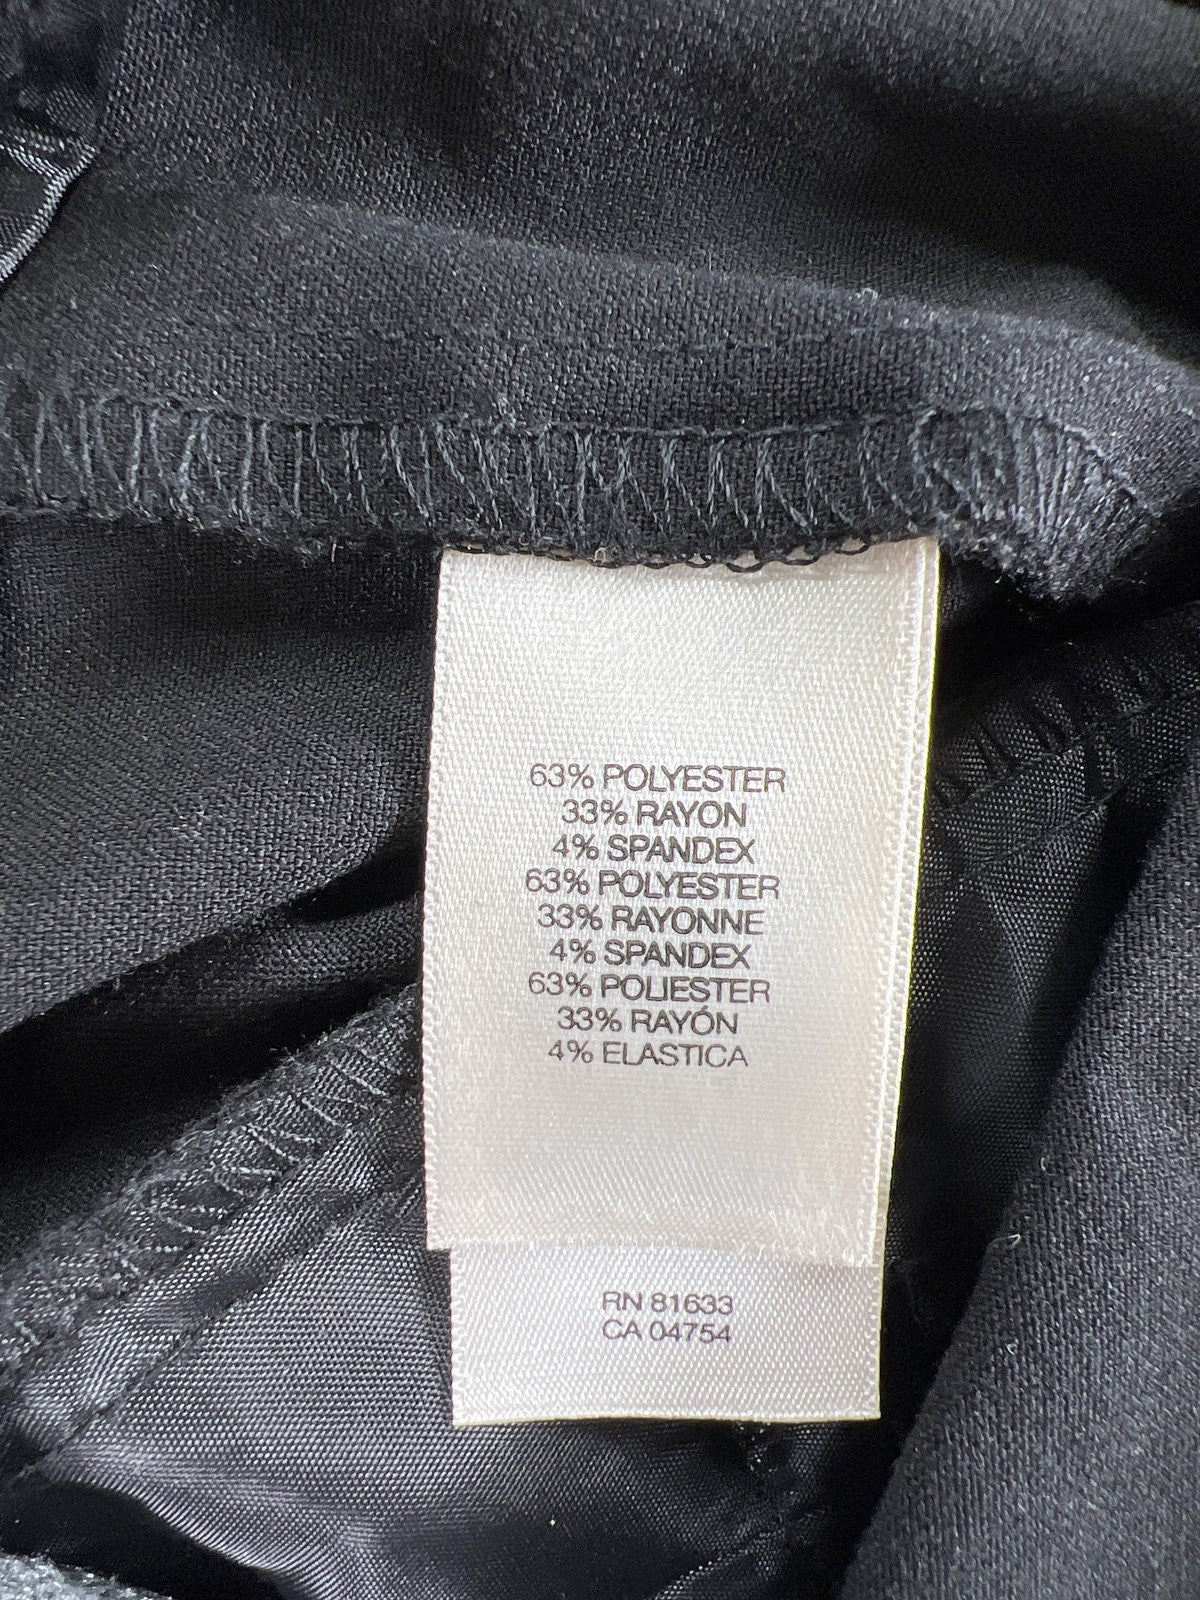 63% POLYESTER
33% RAYON
4% SPANDEX
63% POLYESTER
33% RAYONNE
4% SPANDEX
63% POLIESTER
33% RAYÓN
4% ELASTICA
RN 81633
CA 04754